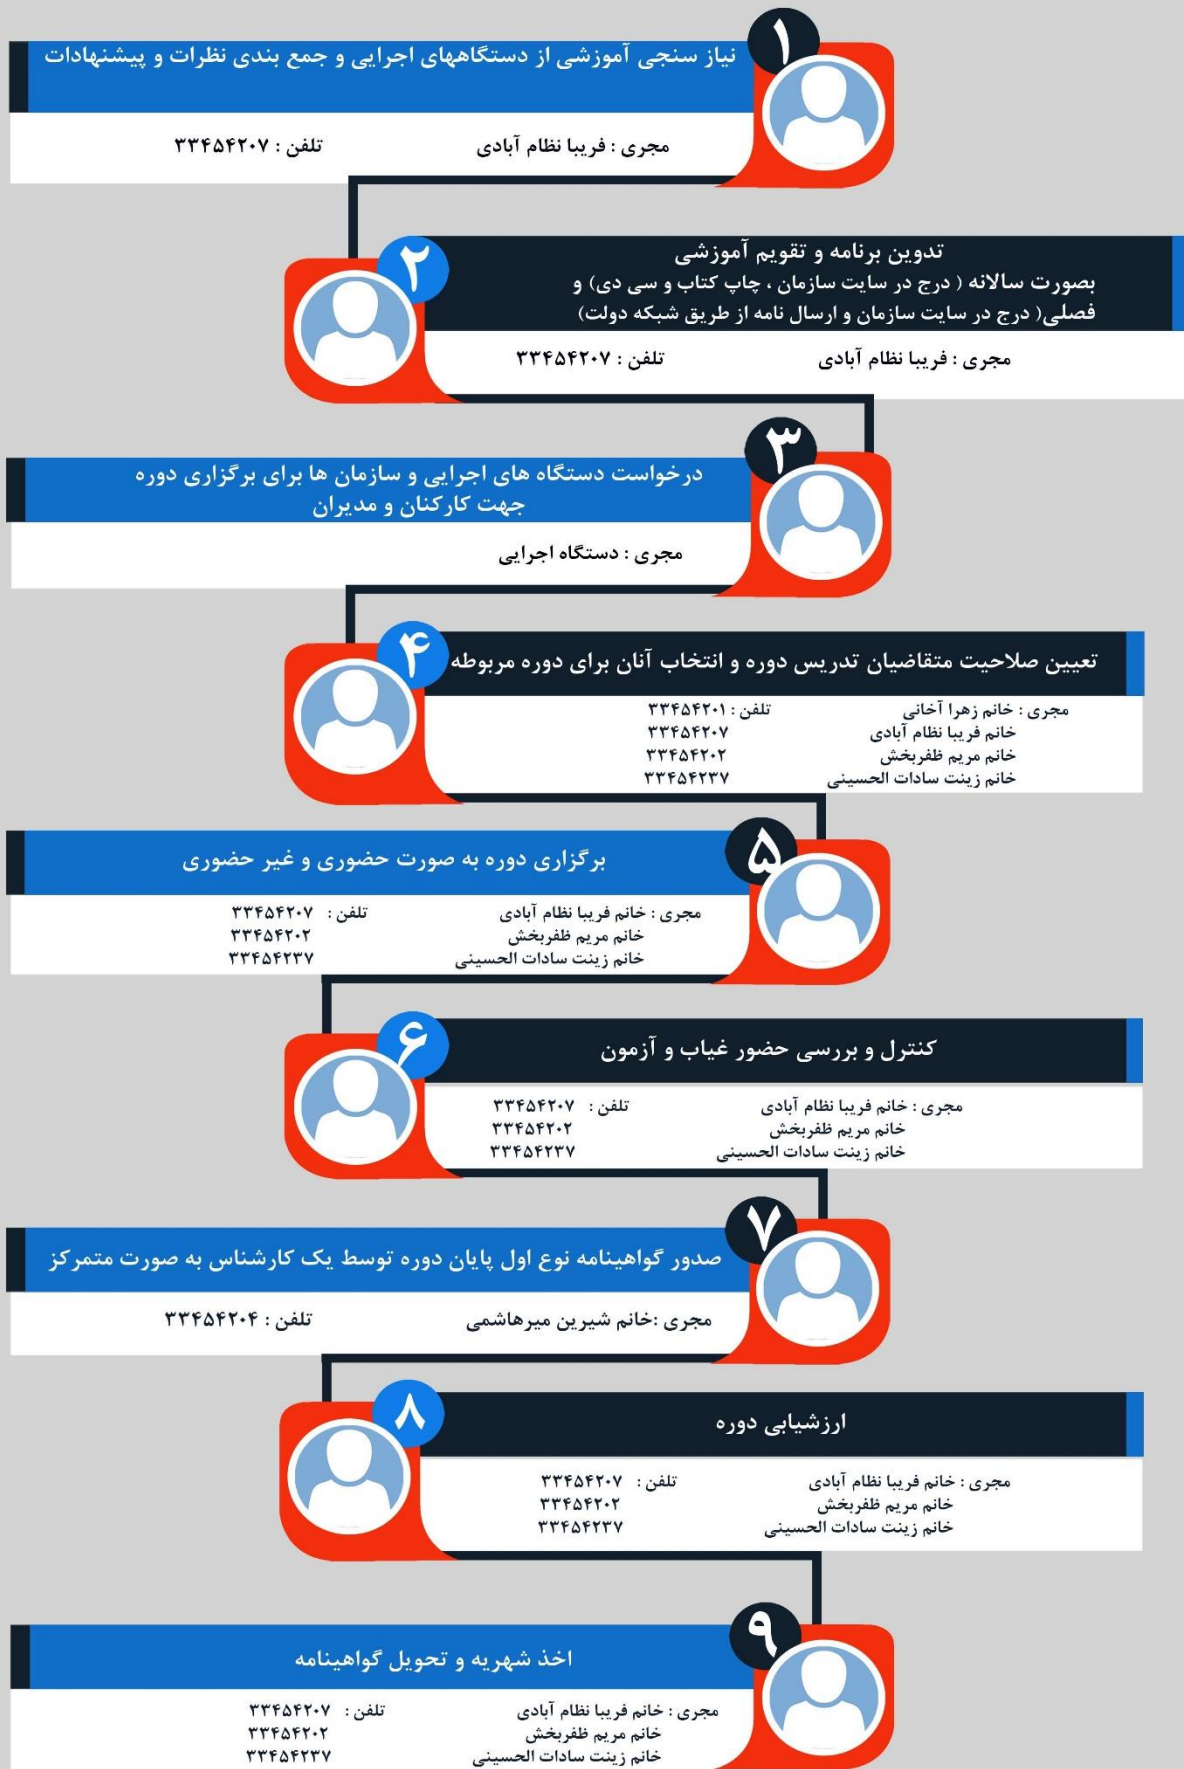 ۱
نیاز سنجی آموزشی از دستگاههای اجرایی و جمع بندی نظرات و پیشنهادات
مجری : فریبا نظام آبادی تلفن : ۳۳۴۵۴۲۰۷
۲
تدوین برنامه و تقویم آموزشی
بصورت سالانه ( درج در سایت سازمان ، چاپ کتاب و سی دی) و
فصلی( درج در سایت سازمان و ارسال نامه از طریق شبکه دولت)
مجری : فریبا نظام آبادی تلفن : ۳۳۴۵۴۲۰۷
۳
درخواست دستگاه های اجرایی و سازمان ها برای برگزاری دوره
جهت کارکنان و مدیران
مجری : دستگاه اجرایی
۴
تعیین صلاحیت متقاضیان تدریس دوره و انتخاب آنان برای دوره مربوطه
مجری : خانم زهرا آخانی تلفن : ۳۳۴۵۴۲۰۱
خانم فریبا نظام آبادی ۳۳۴۵۴۲۰۷
خانم مریم ظفربخش ۳۳۴۵۴۲۰۲
خانم زینت سادات الحسینی ۳۳۴۵۴۲۳۷
۵
برگزاری دوره به صورت حضوری و غیر حضوری
مجری : خانم فریبا نظام آبادی تلفن : ۳۳۴۵۴۲۰۷
خانم مریم ظفربخش ۳۳۴۵۴۲۰۲
خانم زینت سادات الحسینی ۳۳۴۵۴۲۳۷
۶
کنترل و بررسی حضور غیاب و آزمون
مجری : خانم فریبا نظام آبادی تلفن : ۳۳۴۵۴۲۰۷
خانم مریم ظفربخش ۳۳۴۵۴۲۰۲
خانم زینت سادات الحسینی ۳۳۴۵۴۲۳۷
۷
صدور گواهینامه نوع اول پایان دوره توسط یک کارشناس به صورت متمرکز
مجری :خانم شیرین میرهاشمی تلفن : ۳۳۴۵۴۲۰۴
۸
ارزشیابی دوره
مجری : خانم فریبا نظام آبادی تلفن : ۳۳۴۵۴۲۰۷
خانم مریم ظفربخش ۳۳۴۵۴۲۰۲
خانم زینت سادات الحسینی ۳۳۴۵۴۲۳۷
۹
اخذ شهریه و تحویل گواهینامه
مجری : خانم فریبا نظام آبادی تلفن : ۳۳۴۵۴۲۰۷
خانم مریم ظفربخش ۳۳۴۵۴۲۰۲
خانم زینت سادات الحسینی ۳۳۴۵۴۲۳۷